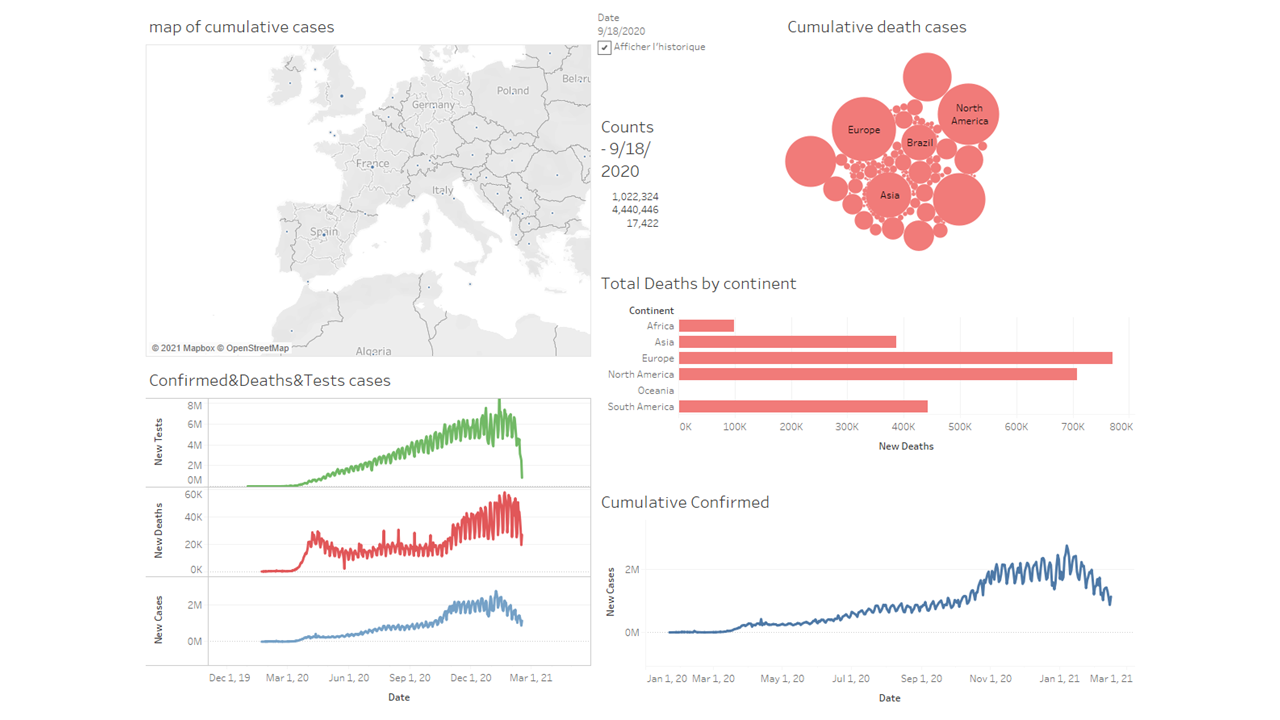 map of cumulative cases
Belaru
Poland
Germany
France
Italy
Spain
Algaria
© 2021 Mapbox © OpenStreetMap
Date
9/18/2020
Afficher l'historique
Counts
- 9/18/
2020
1,022,324
4,440,446
17,422
Cumulative death cases
North
America
Europe
Brazil
Asia
Total Deaths by continent
Continent
Africa
Asia
Europe
North America
Oceania
South America
0K 100K 200K 300K 400K 500K 600K 700K 800K
New Deaths
Confirmed&Deaths&Tests cases
New Tests
8M
6M
4M
2M
0M
New Deaths
60K
40K
20K
0K
New Cases
2M
0M
Dec 1, 19 Mar 1, 20 Jun 1, 20 Sep 1, 20 Dec 1, 20 Mar 1, 21
Date
Cumulative Confirmed
New Cases
2M
0M
Jan 1, 20 Mar 1, 20 May 1, 20 Jul 1, 20 Sep 1, 20 Nov 1, 20 Jan 1, 21 Mar 1, 21
Date